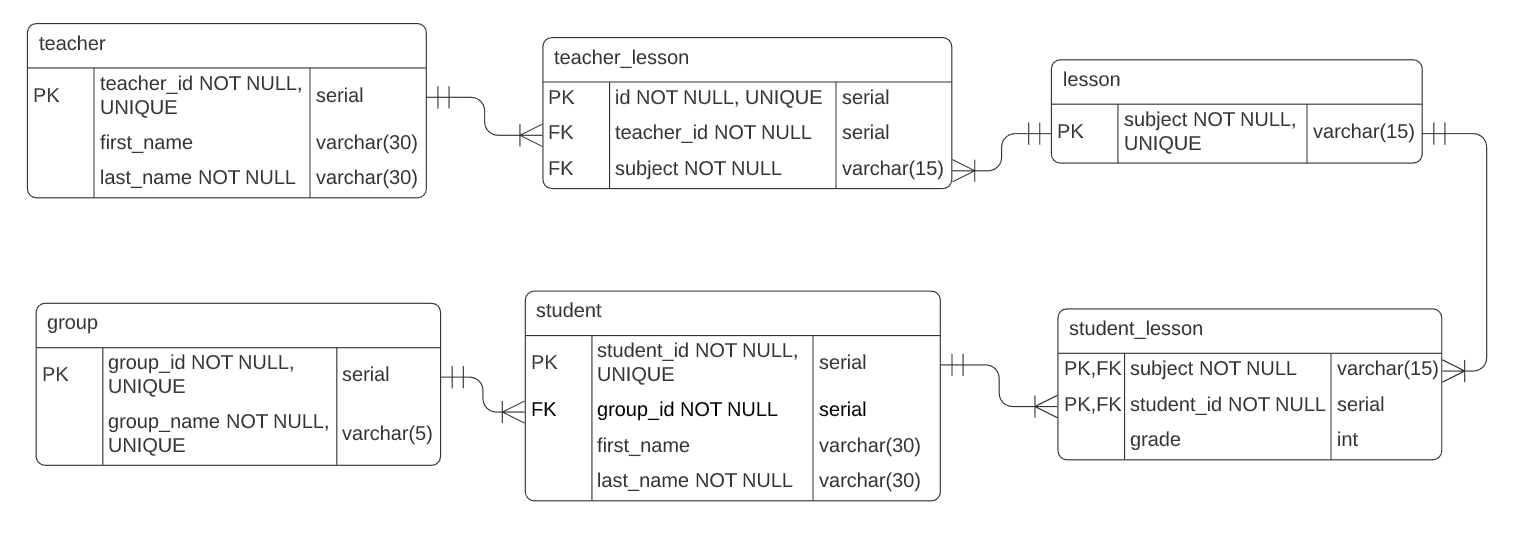 teacher
PK teacher_id NOT NULL, serial
UNIQUE
first_name varchar(30)
last_name NOT NULL varchar(30)
teacher_lesson
PK id NOT NULL, UNIQUE serial
FK teacher_id NOT NULL serial
FK subject NOT NULL varchar(15)
lesson
PK subject NOT NULL, varchar(15)
UNIQUE
group
PK group_id NOT NULL, serial
UNIQUE
group_name NOT NULL, varchar(5)
UNIQUE
student
PK student_id NOT NULL, serial
UNIQUE
FK group_id NOT NULL serial
first_name varchar(30)
last_name NOT NULL varchar(30)
student_lesson
PK,FK subject NOT NULL varchar(15)
PK,FK student_id NOT NULL serial
grade int